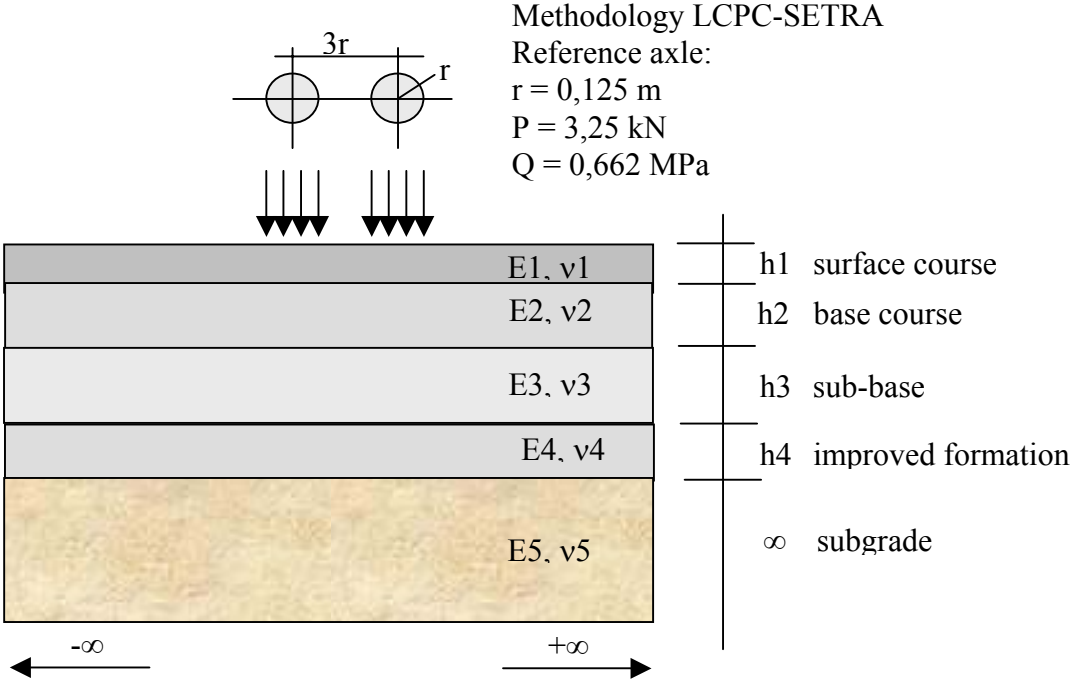 Methodology LCPC-SETRA
Reference axle:
r = 0,125 m
P = 3,25 kN
Q = 0,662 MPa
3r
r
E1, ν1
h1 surface course
E2, ν2
h2 base course
E3, ν3
h3 sub-base
E4, ν4
h4 improved formation
E5, ν5
∞ subgrade
-∞
+∞